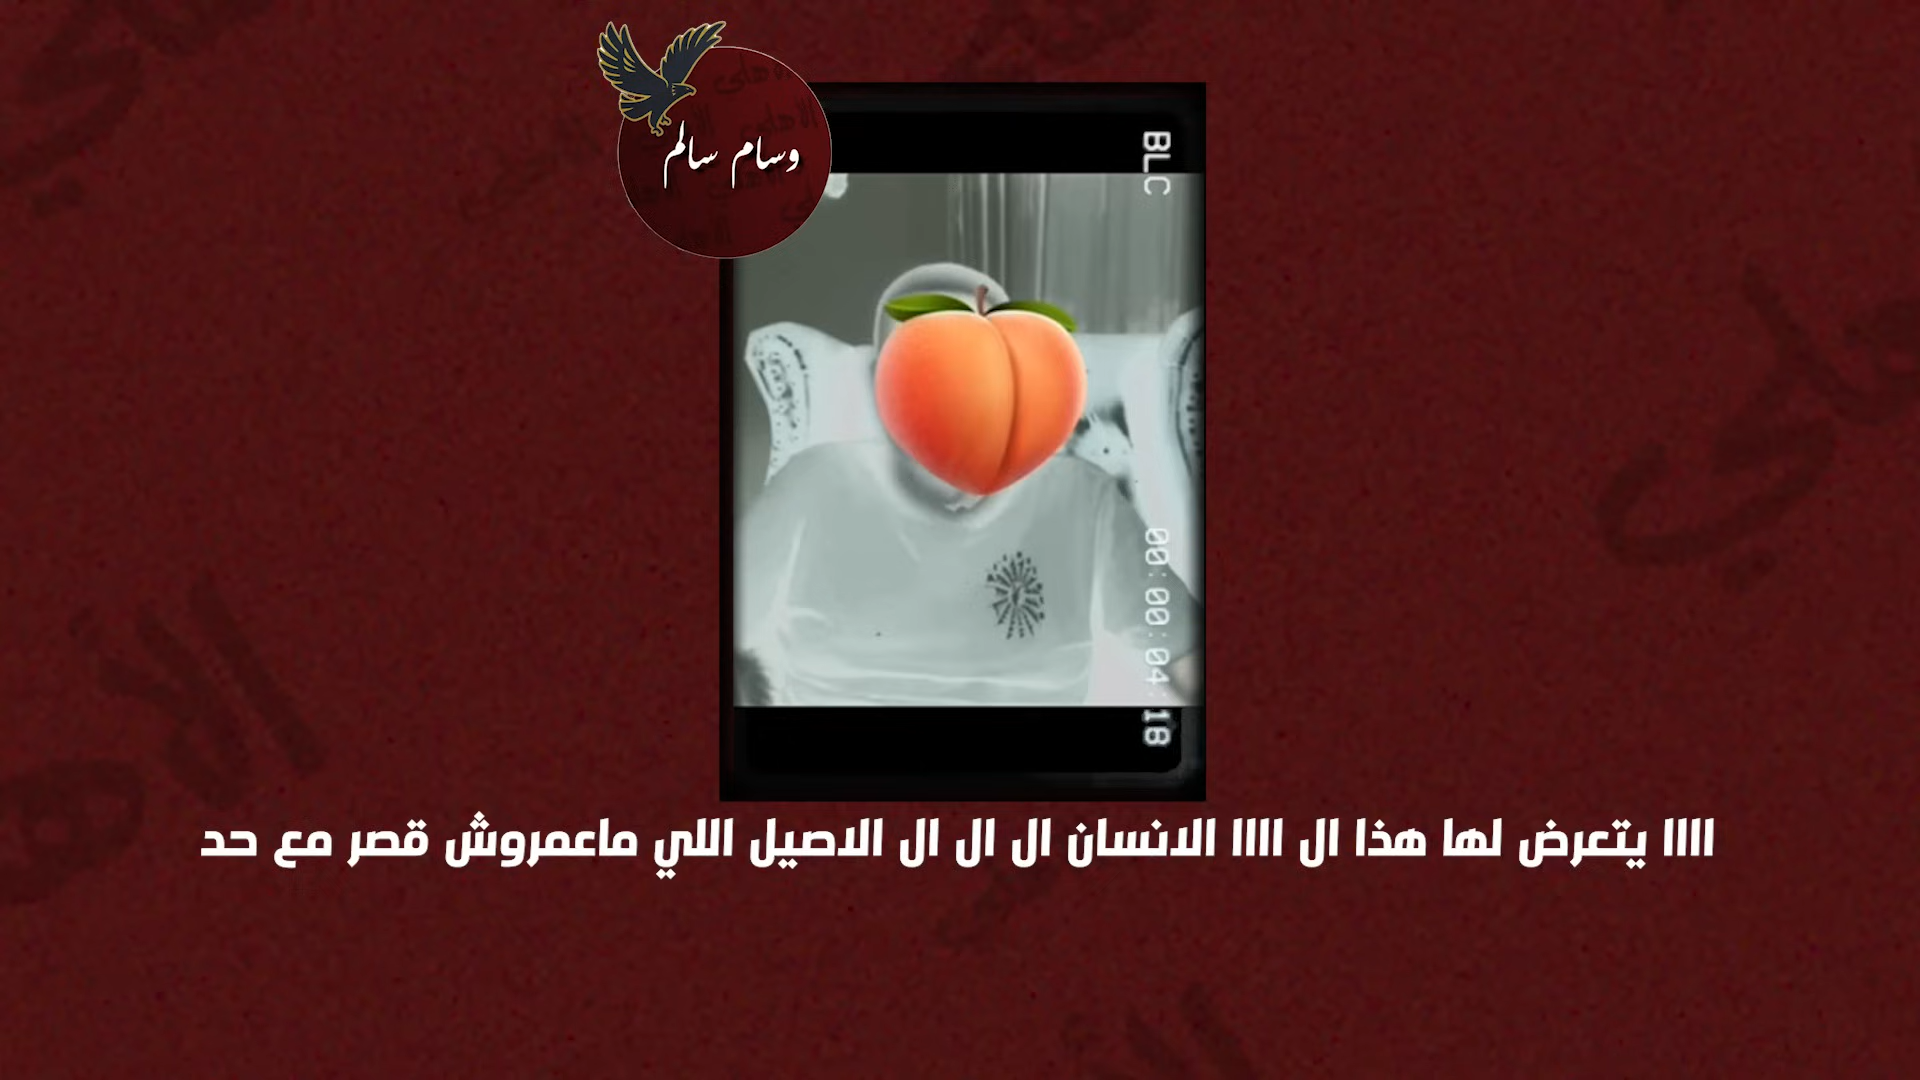 وسام سالم
BLC
00:00:04:18
اااا يتعرض لها هذا ال اااا الانسان ال ال ال الاصيل اللي ماعمروش قصر مع حد